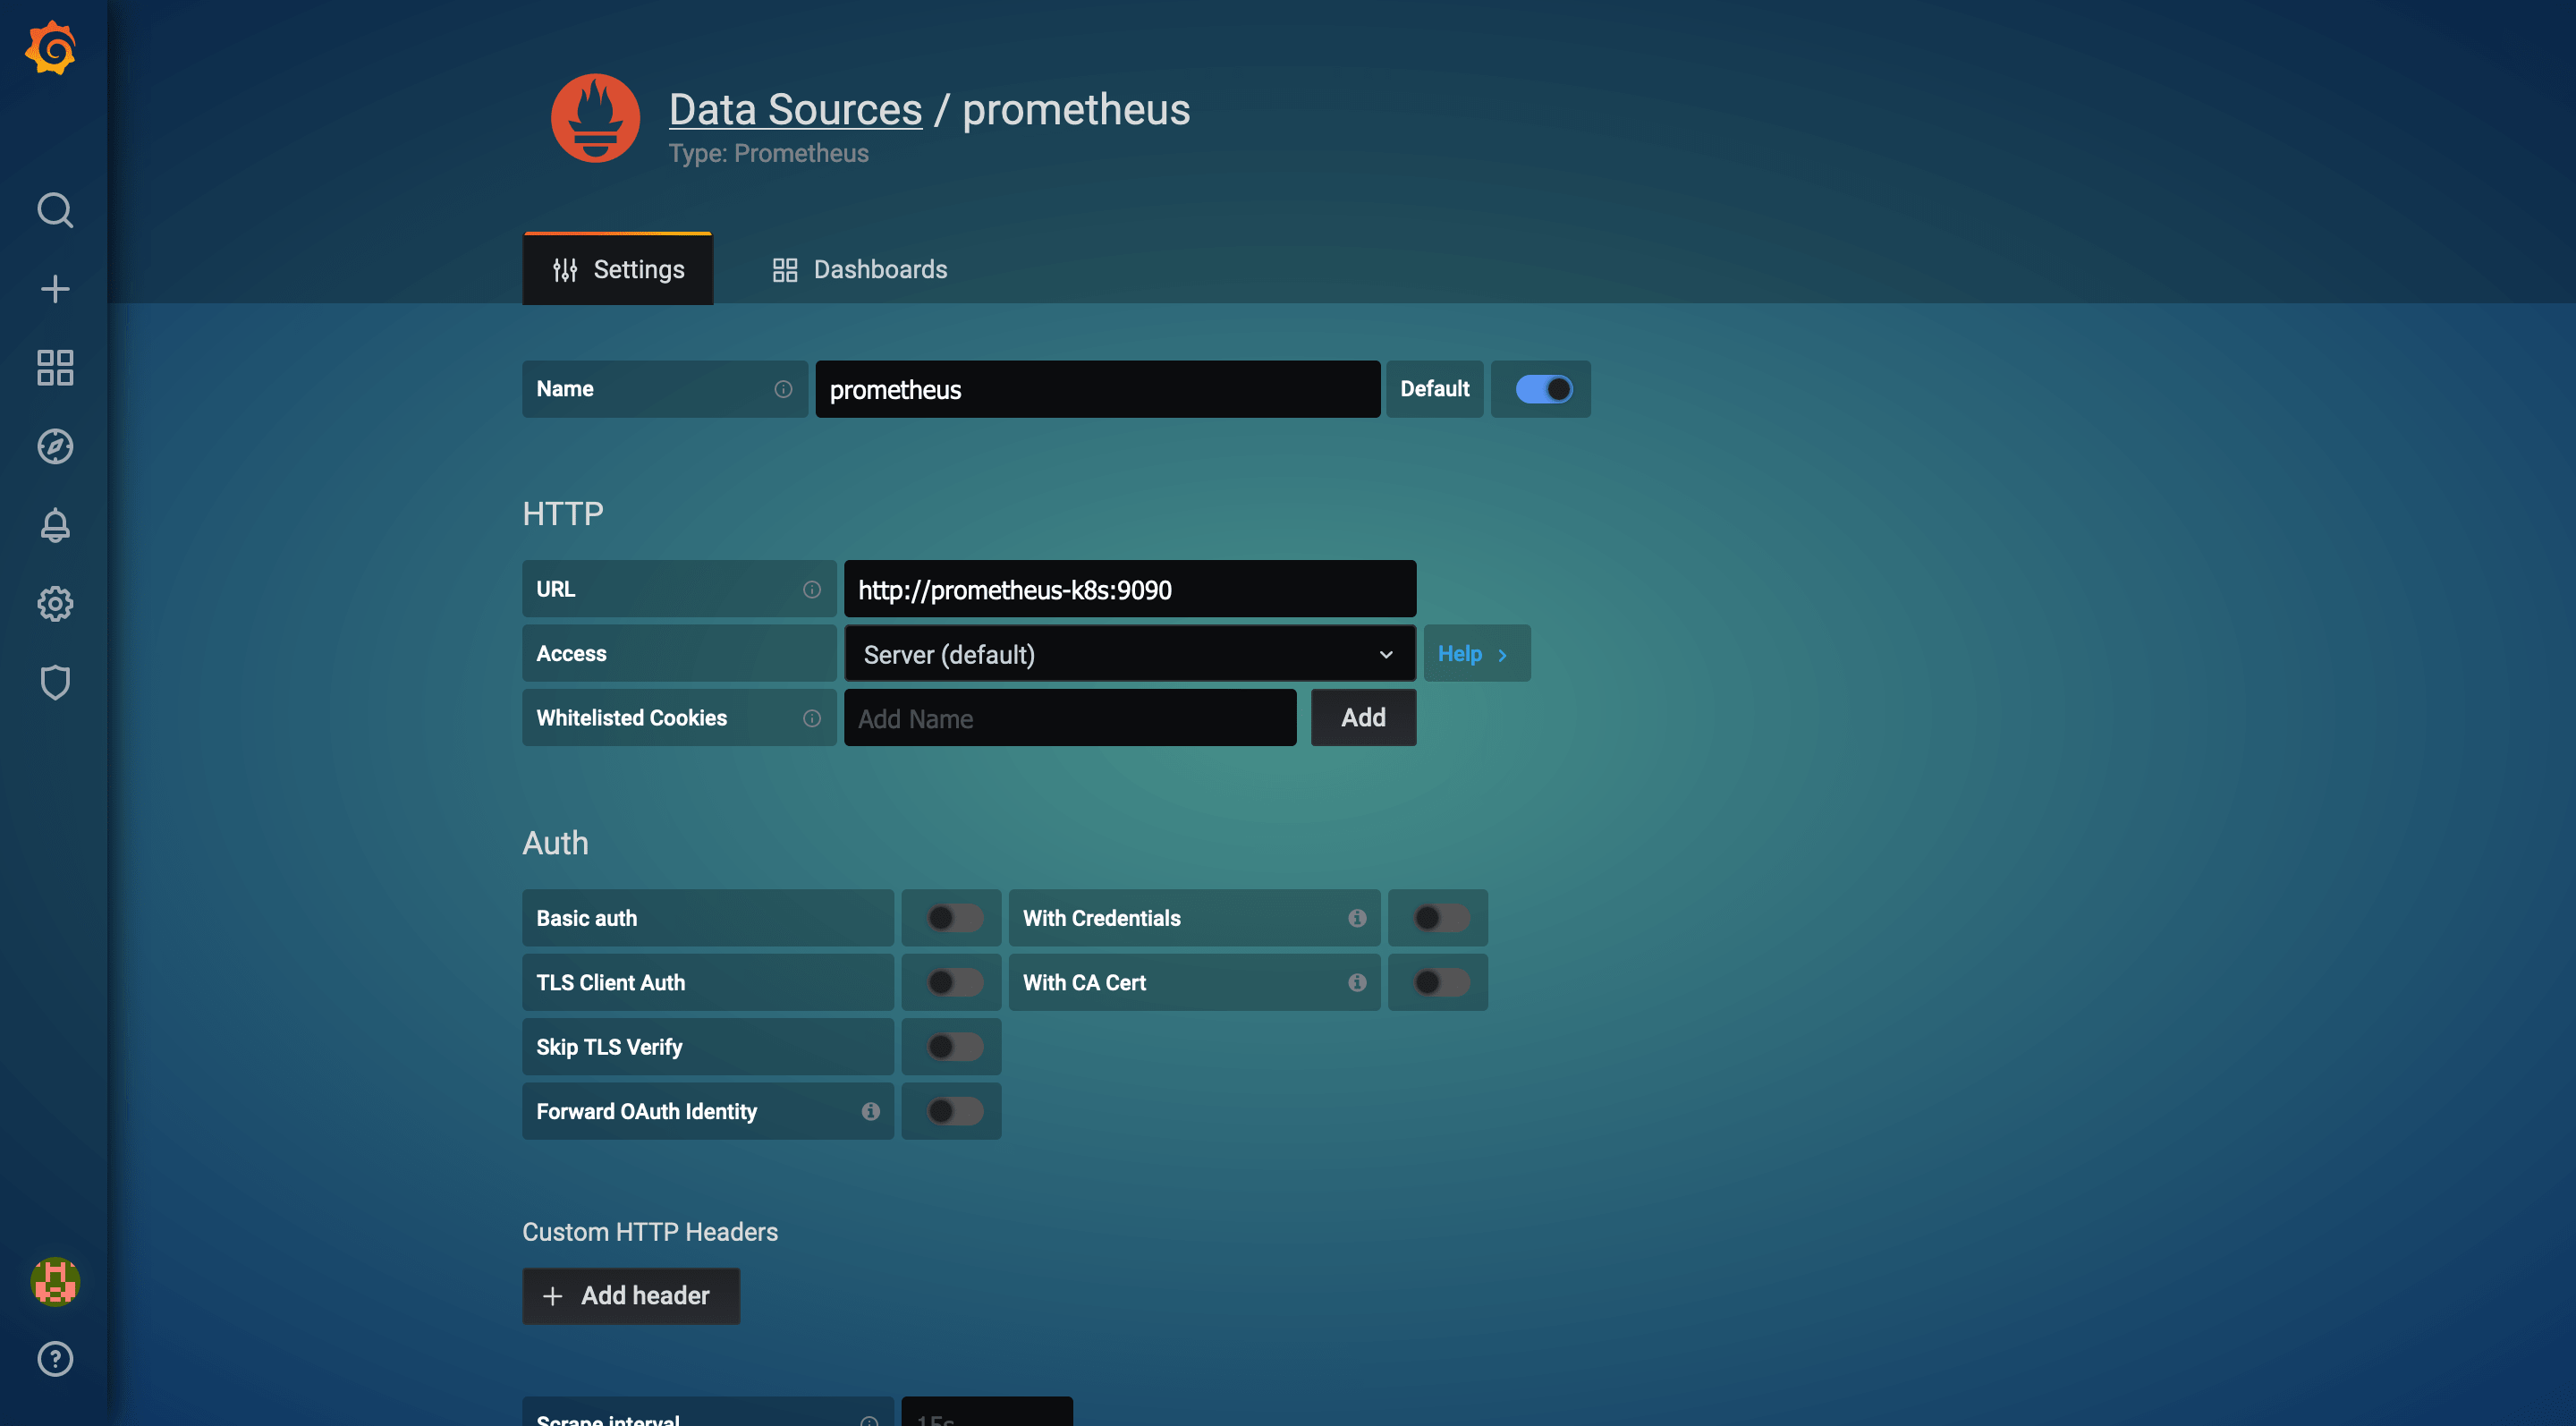 Data Sources / prometheus
Type: Prometheus
Settings
Dashboards
Name
prometheus
Default
HTTP
URL
http://prometheus-k8s:9090
Access
Server (default)
Help
Whitelisted Cookies
Add Name
Add
Auth
Basic auth
With Credentials
TLS Client Auth
With CA Cert
Skip TLS Verify
Forward OAuth Identity
Custom HTTP Headers
Add header
Scrape interval
15s